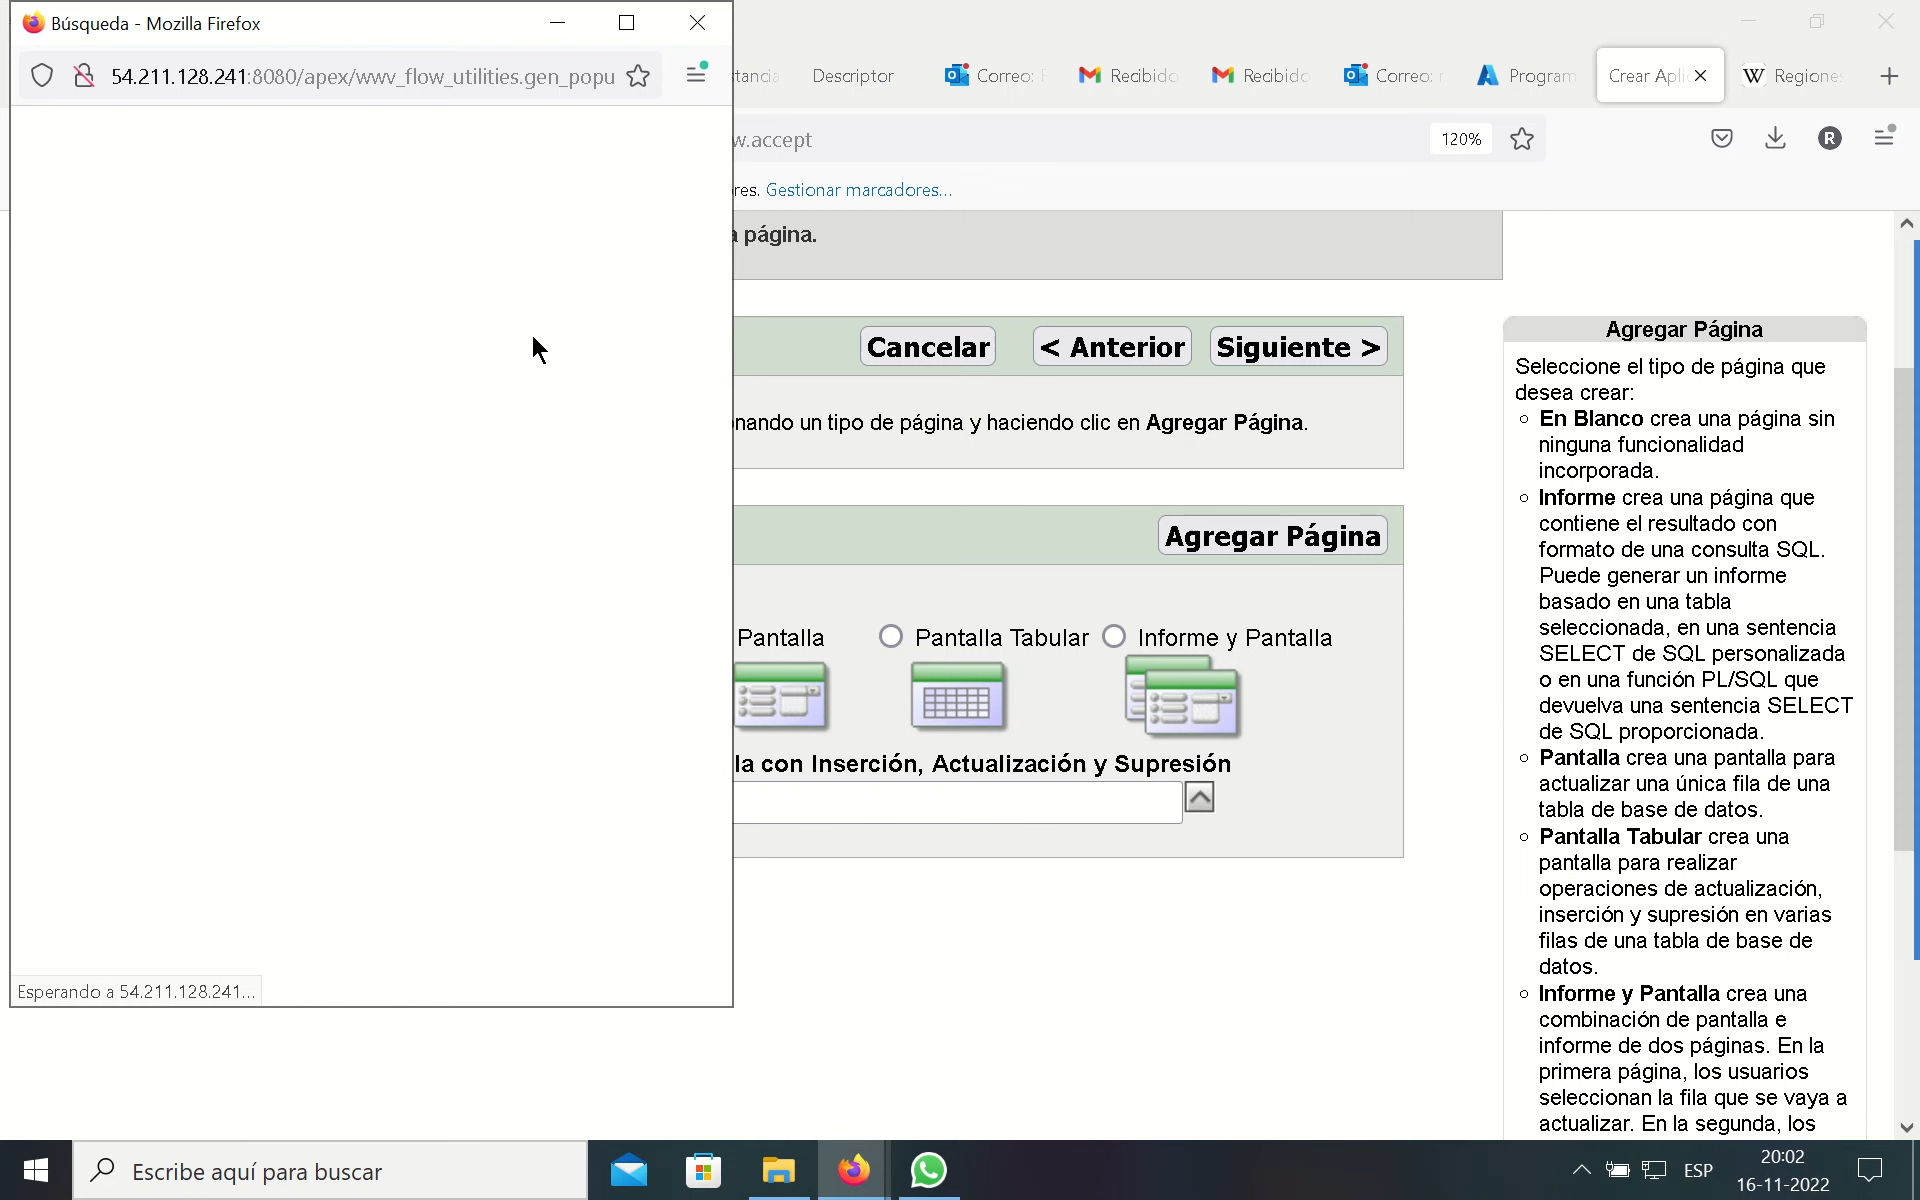 Búsqueda - Mozilla Firefox
54.211.128.241:8080/apex/wwv_flow_utilities.gen_popu
Esperando a 54.211.128.241...
stancia
Descriptor
Correo: F
Recibido
Recibido
Correo: r
Program
Crear Apli
Regione
w.accept
120%
R
res. Gestionar marcadores...
a página.
Cancelar
< Anterior
Siguiente >
nando un tipo de página y haciendo clic en Agregar Página.
Agregar Página
Pantalla
Pantalla Tabular
Informe y Pantalla
la con Inserción, Actualización y Supresión
Agregar Página
Seleccione el tipo de página que
desea crear:
En Blanco crea una página sin
ninguna funcionalidad
incorporada.
Informe crea una página que
contiene el resultado con
formato de una consulta SQL.
Puede generar un informe
basado en una tabla
seleccionada, en una sentencia
SELECT de SQL personalizada
o en una función PL/SQL que
devuelva una sentencia SELECT
de SQL proporcionada.
Pantalla crea una pantalla para
actualizar una única fila de una
tabla de base de datos.
Pantalla Tabular crea una
pantalla para realizar
operaciones de actualización,
inserción y supresión en varias
filas de una tabla de base de
datos.
Informe y Pantalla crea una
combinación de pantalla e
informe de dos páginas. En la
primera página, los usuarios
seleccionan la fila que se vaya a
actualizar. En la segunda, los
Escribe aquí para buscar
ESP
20:02
16-11-2022